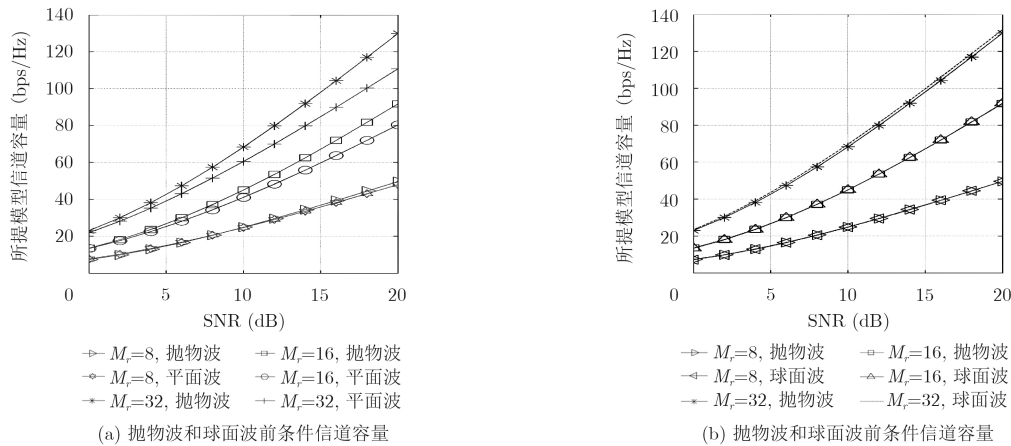 140
120
100
80
60
40
20
0
5
10
15
20
所提模型信道容量 (bps/Hz)
SNR (dB)
M_r=8, 抛物波
M_r=16, 抛物波
M_r=8, 平面波
M_r=16, 平面波
M_r=32, 抛物波
M_r=32, 平面波
(a) 抛物波和球面波前条件信道容量
140
120
100
80
60
40
20
0
5
10
15
20
所提模型信道容量 (bps/Hz)
SNR (dB)
M_r=8, 抛物波
M_r=16, 抛物波
M_r=8, 球面波
M_r=16, 球面波
M_r=32, 抛物波
M_r=32, 球面波
(b) 抛物波和球面波前条件信道容量